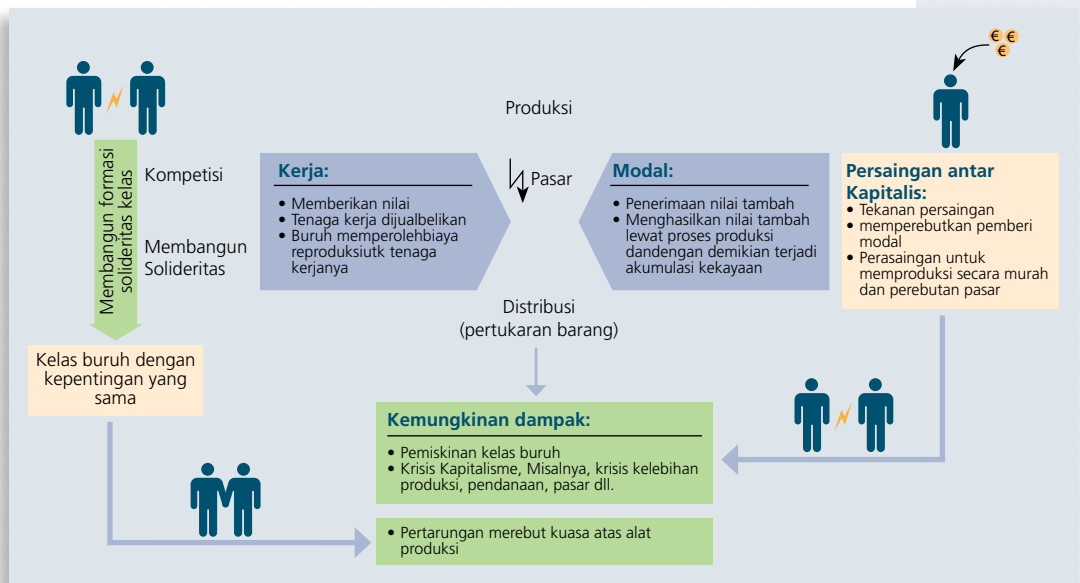 € €
€
Produksi
Membangun formasi
solideritas kelas
Kompetisi
Membangun
Solideritas
Kerja:
• Memberikan nilai
• Tenaga kerja dijualbelikan
• Buruh memperolehbiaya
reproduksiutk tenaga
kerjanya
Pasar
Modal:
• Penerimaan nilai tambah
• Menghasilkan nilai tambah
lewat proses produksi
dandengan demikian terjadi
akumulasi kekayaan
Persaingan antar
Kapitalis:
• Tekanan persaingan
• memperebutkan pemberi
modal
• Perasaingan untuk
memproduksi secara murah
dan perebutan pasar
Distribusi
(pertukaran barang)
Kelas buruh dengan
kepentingan yang
sama
Kemungkinan dampak:
• Pemiskinan kelas buruh
• Krisis Kapitalisme, Misalnya, krisis kelebihan
produksi, pendanaan, pasar dll.
• Pertarungan merebut kuasa atas alat
produksi